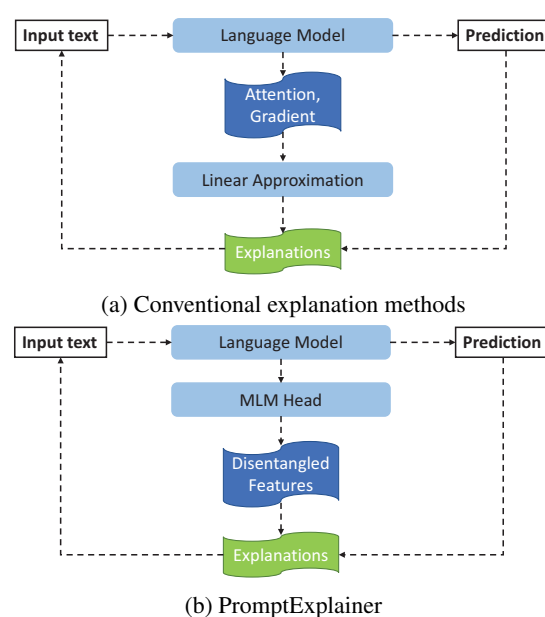 Input text
Language Model
Prediction
Attention,
Gradient
Linear Approximation
Explanations
(a) Conventional explanation methods
Input text
Language Model
Prediction
MLM Head
Disentangled
Features
Explanations
(b) PromptExplainer